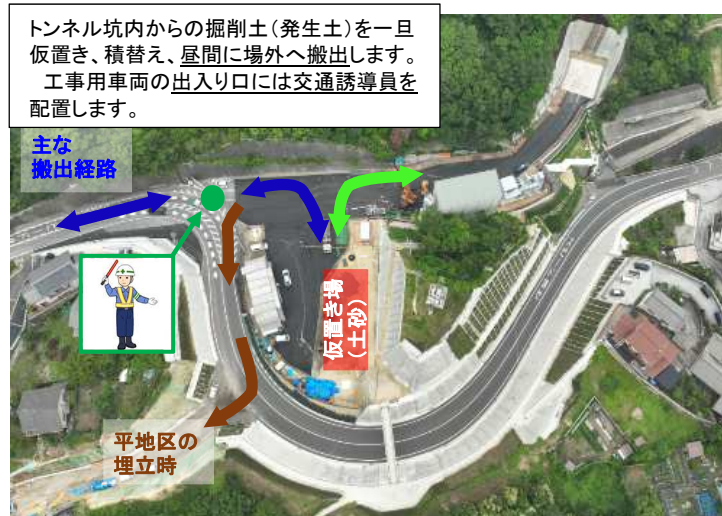 トンネル坑内からの掘削土(発生土)を一旦
仮置き、積替え、昼間に場外へ搬出します。
工事用車両の出入り口には交通誘導員を
配置します。
主な
搬出経路
仮置き場
(土砂)
平地区の
埋立時